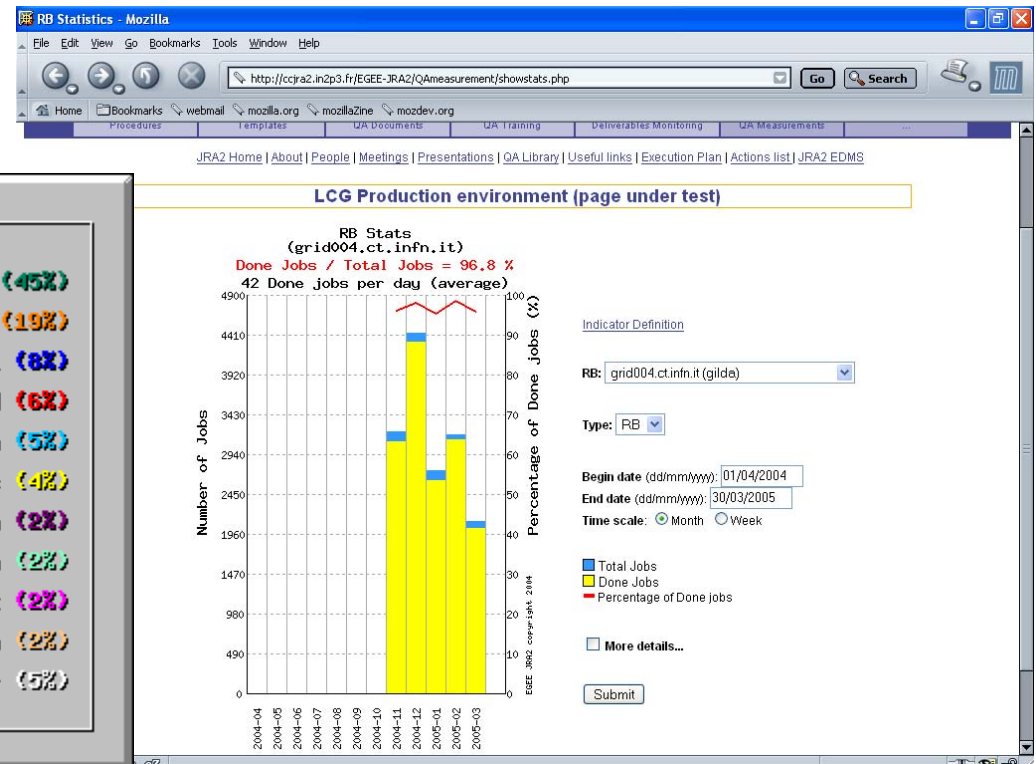 RB Statistics - Mozilla
File Edit View Go Bookmarks Tools Window Help
http://ccjra2.in2p3.fr/EGEE-JRA2/QAmeasurement/showstats.php
Go
Search
Home Bookmarks webmail mozilla.org mozillaZine mozdev.org
Procedures Templates QA Documents QA Training Deliverables Monitoring QA Measurements ...
JRA2 Home | About | People | Meetings | Presentations | QA Library | Useful links | Execution Plan | Actions list | JRA2 EDMS
LCG Production environment (page under test)
(45%)
(19%)
(8%)
(6%)
(5%)
(4%)
(2%)
(2%)
(2%)
(2%)
(5%)
RB Stats
(grid004.ct.infn.it)
Done Jobs / Total Jobs = 96.8 %
42 Done jobs per day (average)
Number of Jobs
4900
4410
3920
3430
2940
2450
1960
1470
980
490
0
100
90
80
70
60
50
40
30
20
10
0
Percentage of Done jobs (%)
EGEE JRA2 copyright 2004
2004-04
2004-05
2004-06
2004-07
2004-08
2004-09
2004-10
2004-11
2004-12
2005-01
2005-02
2005-03
Indicator Definition
RB: grid004.ct.infn.it (gilda)
Type: RB
Begin date (dd/mm/yyyy): 01/04/2004
End date (dd/mm/yyyy): 30/03/2005
Time scale: Month Week
Total Jobs
Done Jobs
Percentage of Done jobs
More details...
Submit